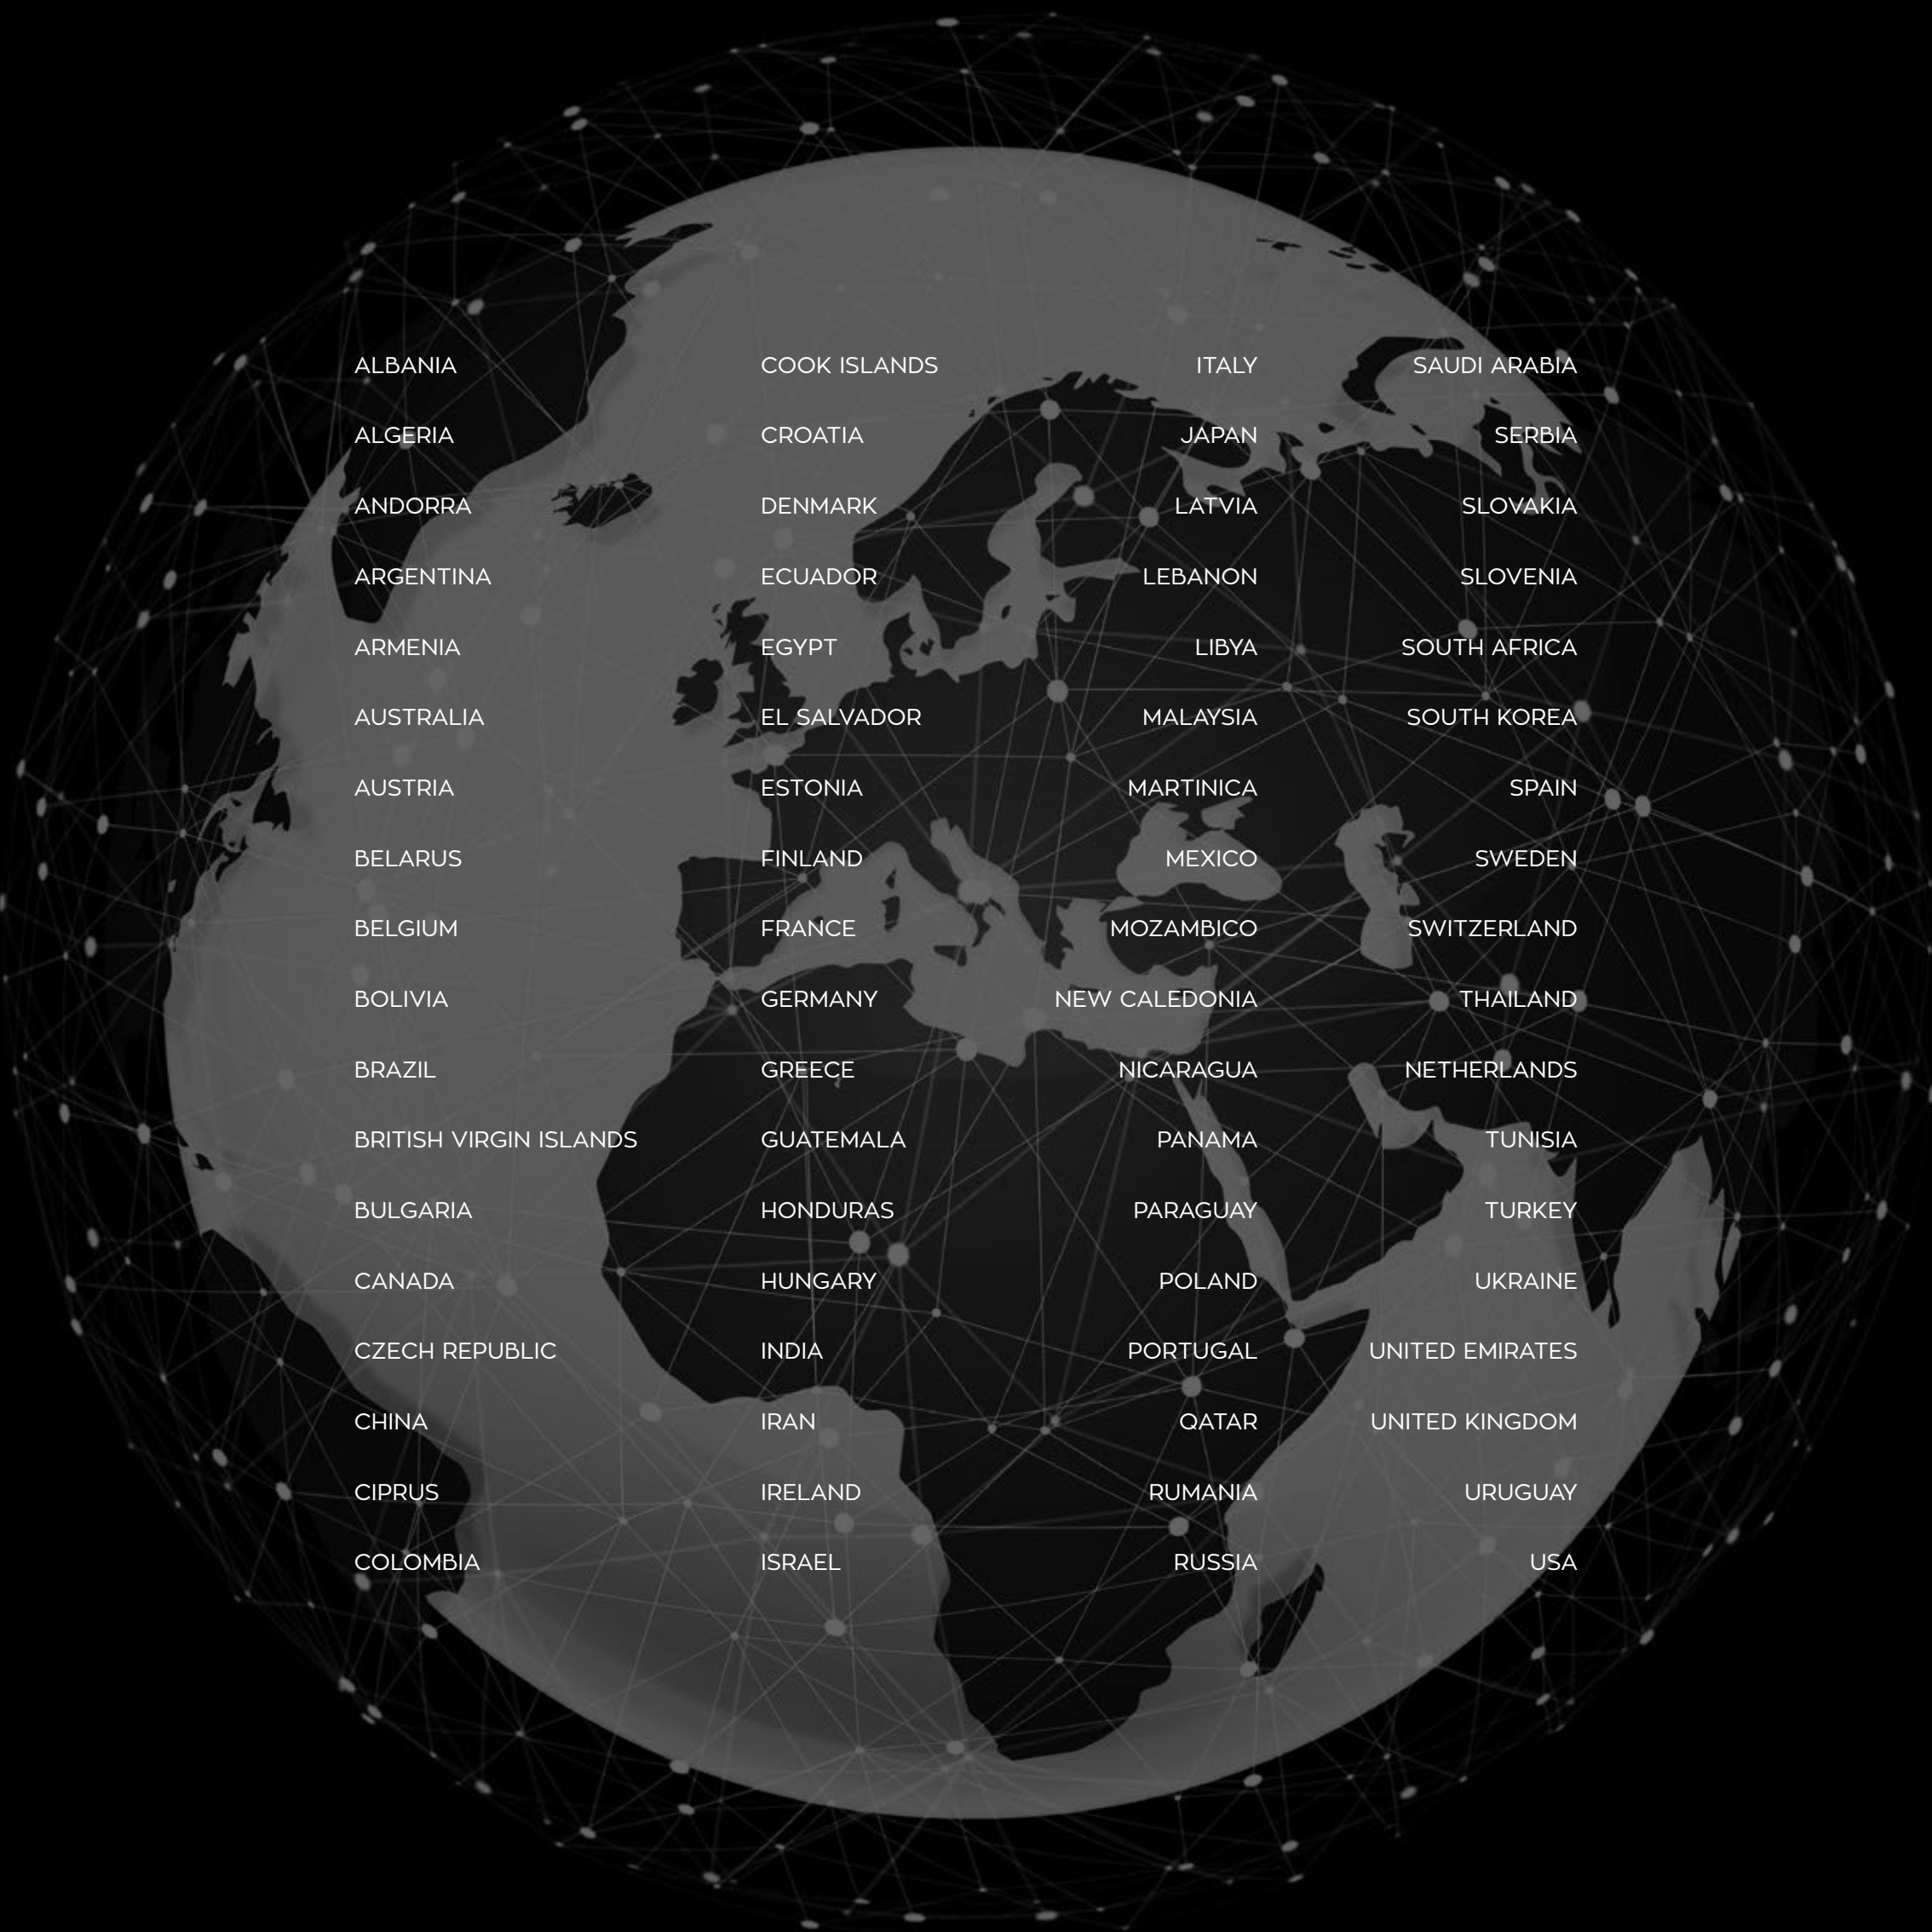 ALBANIA
ALGERIA
ANDORRA
ARGENTINA
ARMENIA
AUSTRALIA
AUSTRIA
BELARUS
BELGIUM
BOLIVIA
BRAZIL
BRITISH VIRGIN ISLANDS
BULGARIA
CANADA
CZECH REPUBLIC
CHINA
CIPRUS
COLOMBIA
COOK ISLANDS
CROATIA
DENMARK
ECUADOR
EGYPT
EL SALVADOR
ESTONIA
FINLAND
FRANCE
GERMANY
GREECE
GUATEMALA
HONDURAS
HUNGARY
INDIA
IRAN
IRELAND
ISRAEL
ITALY
JAPAN
LATVIA
LEBANON
LIBYA
MALAYSIA
MARTINICA
MEXICO
MOZAMBICO
NEW CALEDONIA
NICARAGUA
PANAMA
PARAGUAY
POLAND
PORTUGAL
QATAR
RUMANIA
RUSSIA
SAUDI ARABIA
SERBIA
SLOVAKIA
SLOVENIA
SOUTH AFRICA
SOUTH KOREA
SPAIN
SWEDEN
SWITZERLAND
THAILAND
NETHERLANDS
TUNISIA
TURKEY
UKRAINE
UNITED EMIRATES
UNITED KINGDOM
URUGUAY
USA